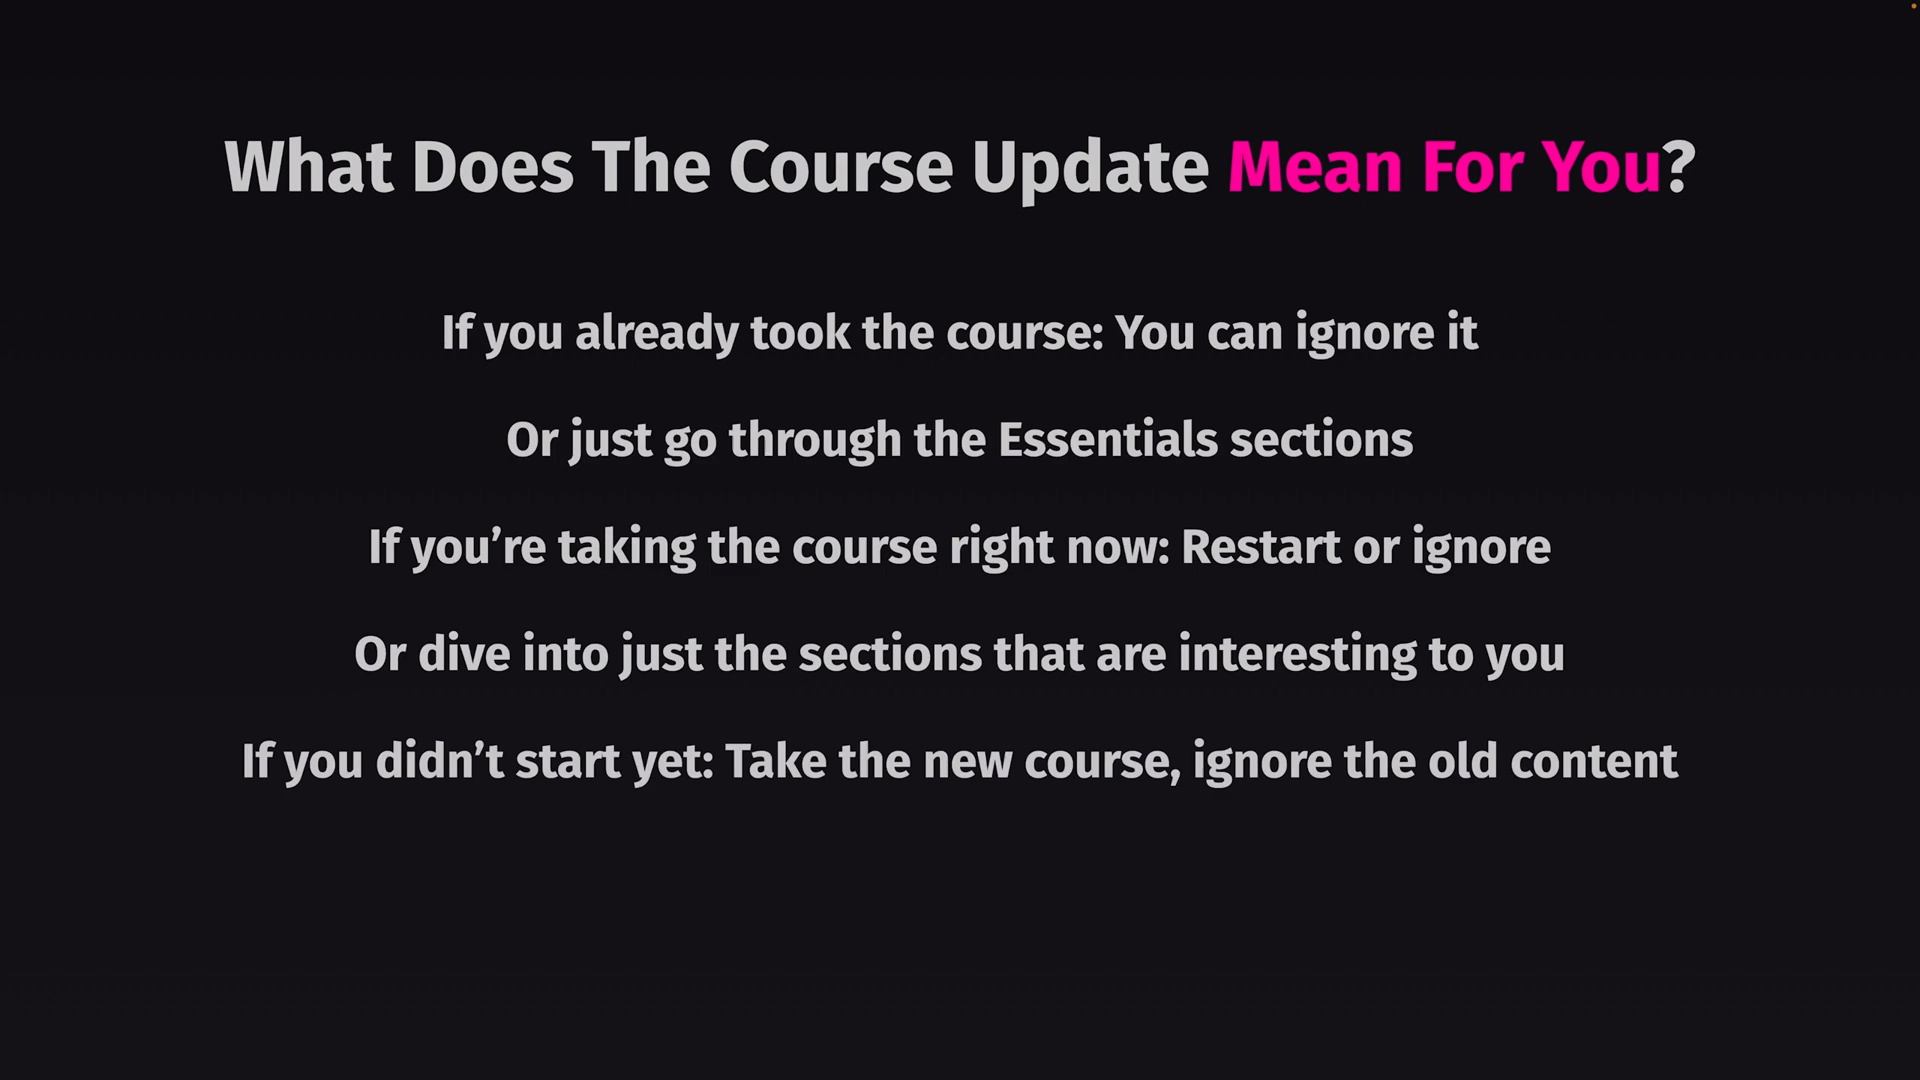 What Does The Course Update Mean For You?
If you already took the course: You can ignore it
Or just go through the Essentials sections
If you’re taking the course right now: Restart or ignore
Or dive into just the sections that are interesting to you
If you didn’t start yet: Take the new course, ignore the old content